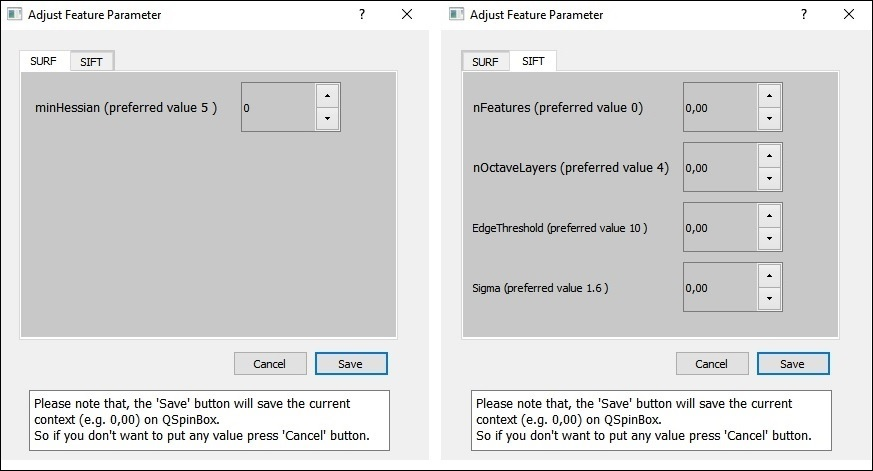 Adjust Feature Parameter
?
SURF
SIFT
minHessian (preferred value 5 )
0
Cancel
Save
Please note that, the 'Save' button will save the current
context (e.g. 0,00) on QSpinBox.
So if you don't want to put any value press 'Cancel' button.
Adjust Feature Parameter
?
SURF
SIFT
nFeatures (preferred value 0)
0,00
nOctaveLayers (preferred value 4)
0,00
EdgeThreshold (preferred value 10 )
0,00
Sigma (preferred value 1.6 )
0,00
Cancel
Save
Please note that, the 'Save' button will save the current
context (e.g. 0,00) on QSpinBox.
So if you don't want to put any value press 'Cancel' button.